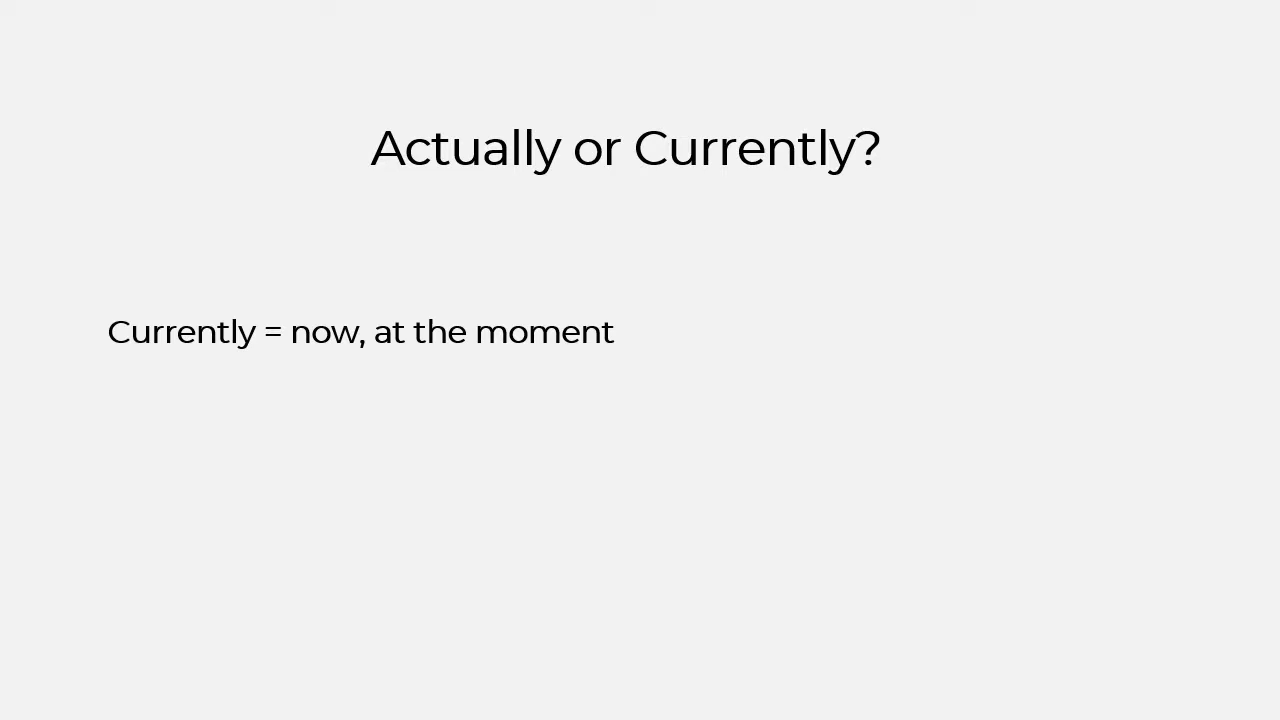 Actually or Currently?
Currently = now, at the moment